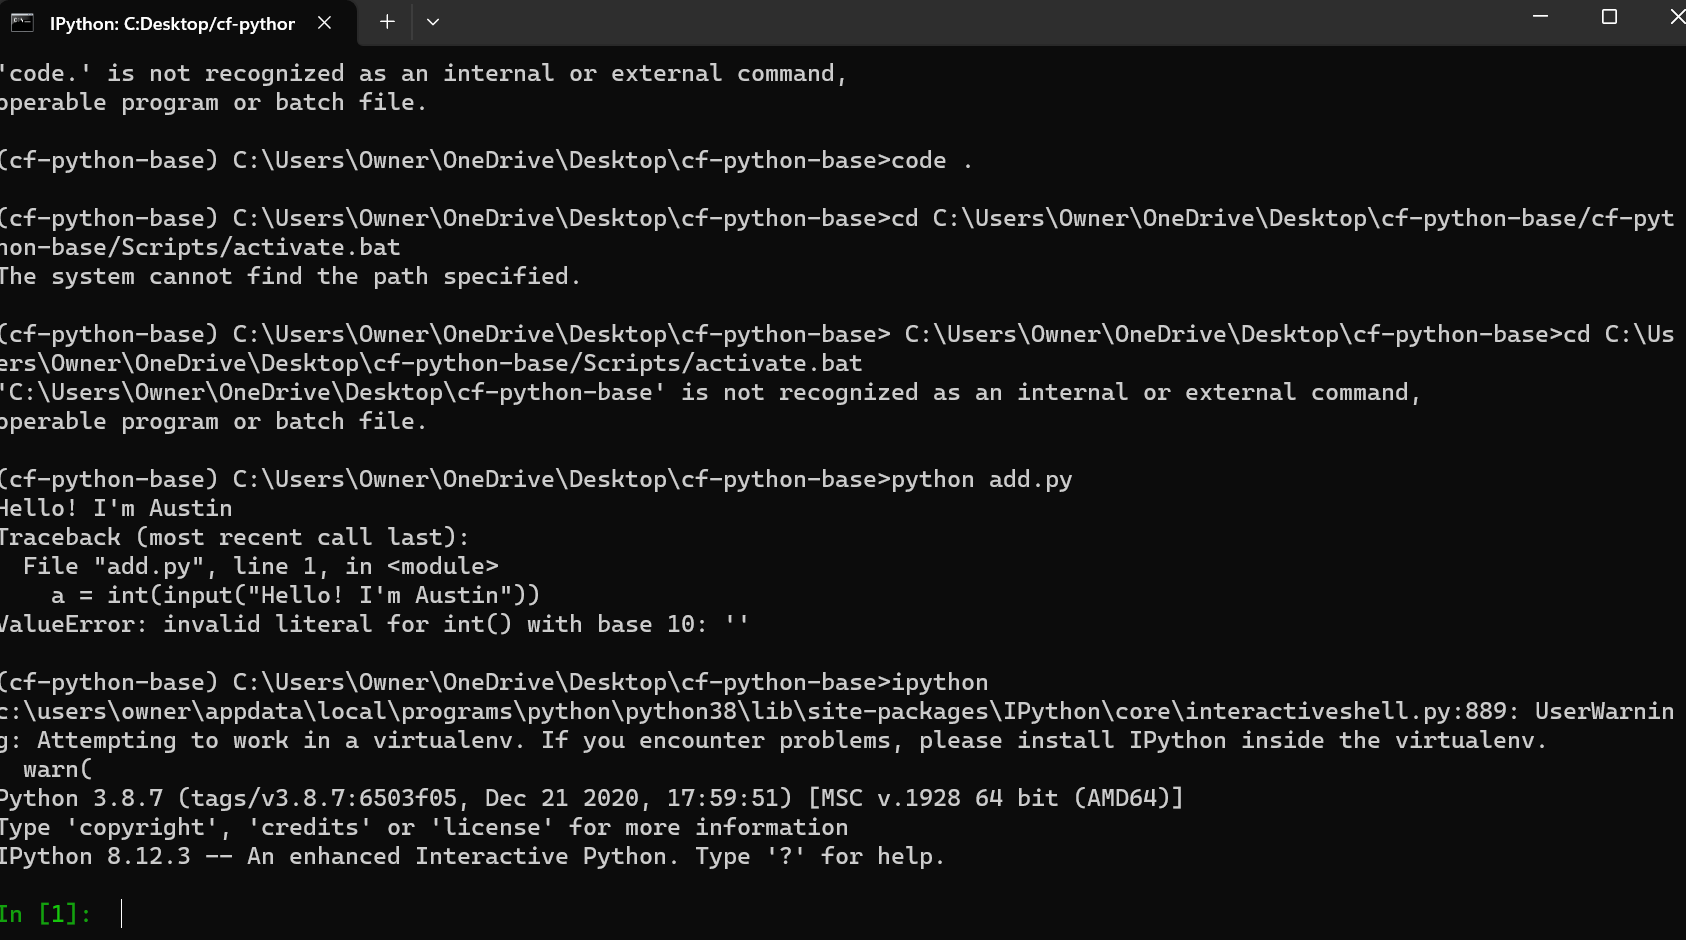 IPython: C:Desktop/cf-pythor
'code.' is not recognized as an internal or external command,
operable program or batch file.
(cf-python-base) C:\Users\Owner\OneDrive\Desktop\cf-python-base>code .
(cf-python-base) C:\Users\Owner\OneDrive\Desktop\cf-python-base>cd C:\Users\Owner\OneDrive\Desktop\cf-python-base/cf-pyt
hon-base/Scripts/activate.bat
The system cannot find the path specified.
(cf-python-base) C:\Users\Owner\OneDrive\Desktop\cf-python-base> C:\Users\Owner\OneDrive\Desktop\cf-python-base>cd C:\Us
ers\Owner\OneDrive\Desktop\cf-python-base/Scripts/activate.bat
'C:\Users\Owner\OneDrive\Desktop\cf-python-base' is not recognized as an internal or external command,
operable program or batch file.
(cf-python-base) C:\Users\Owner\OneDrive\Desktop\cf-python-base>python add.py
Hello! I'm Austin
Traceback (most recent call last):
  File "add.py", line 1, in <module>
    a = int(input("Hello! I'm Austin"))
ValueError: invalid literal for int() with base 10: ''
(cf-python-base) C:\Users\Owner\OneDrive\Desktop\cf-python-base>ipython
c:\users\owner\appdata\local\programs\python\python38\lib\site-packages\IPython\core\interactiveshell.py:889: UserWarnin
g: Attempting to work in a virtualenv. If you encounter problems, please install IPython inside the virtualenv.
  warn(
Python 3.8.7 (tags/v3.8.7:6503f05, Dec 21 2020, 17:59:51) [MSC v.1928 64 bit (AMD64)]
Type 'copyright', 'credits' or 'license' for more information
IPython 8.12.3 -- An enhanced Interactive Python. Type '?' for help.
In [1]: